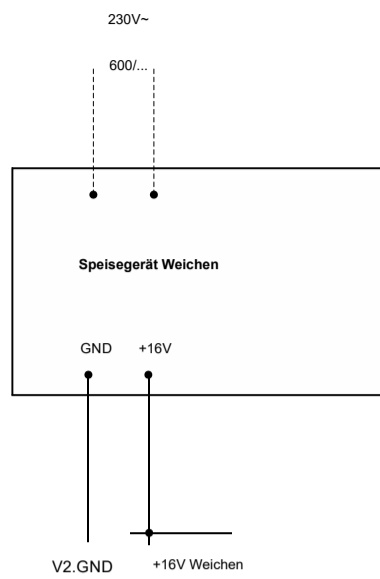 230V~
600/...
Speisegerät Weichen
GND +16V
V2.GND +16V Weichen